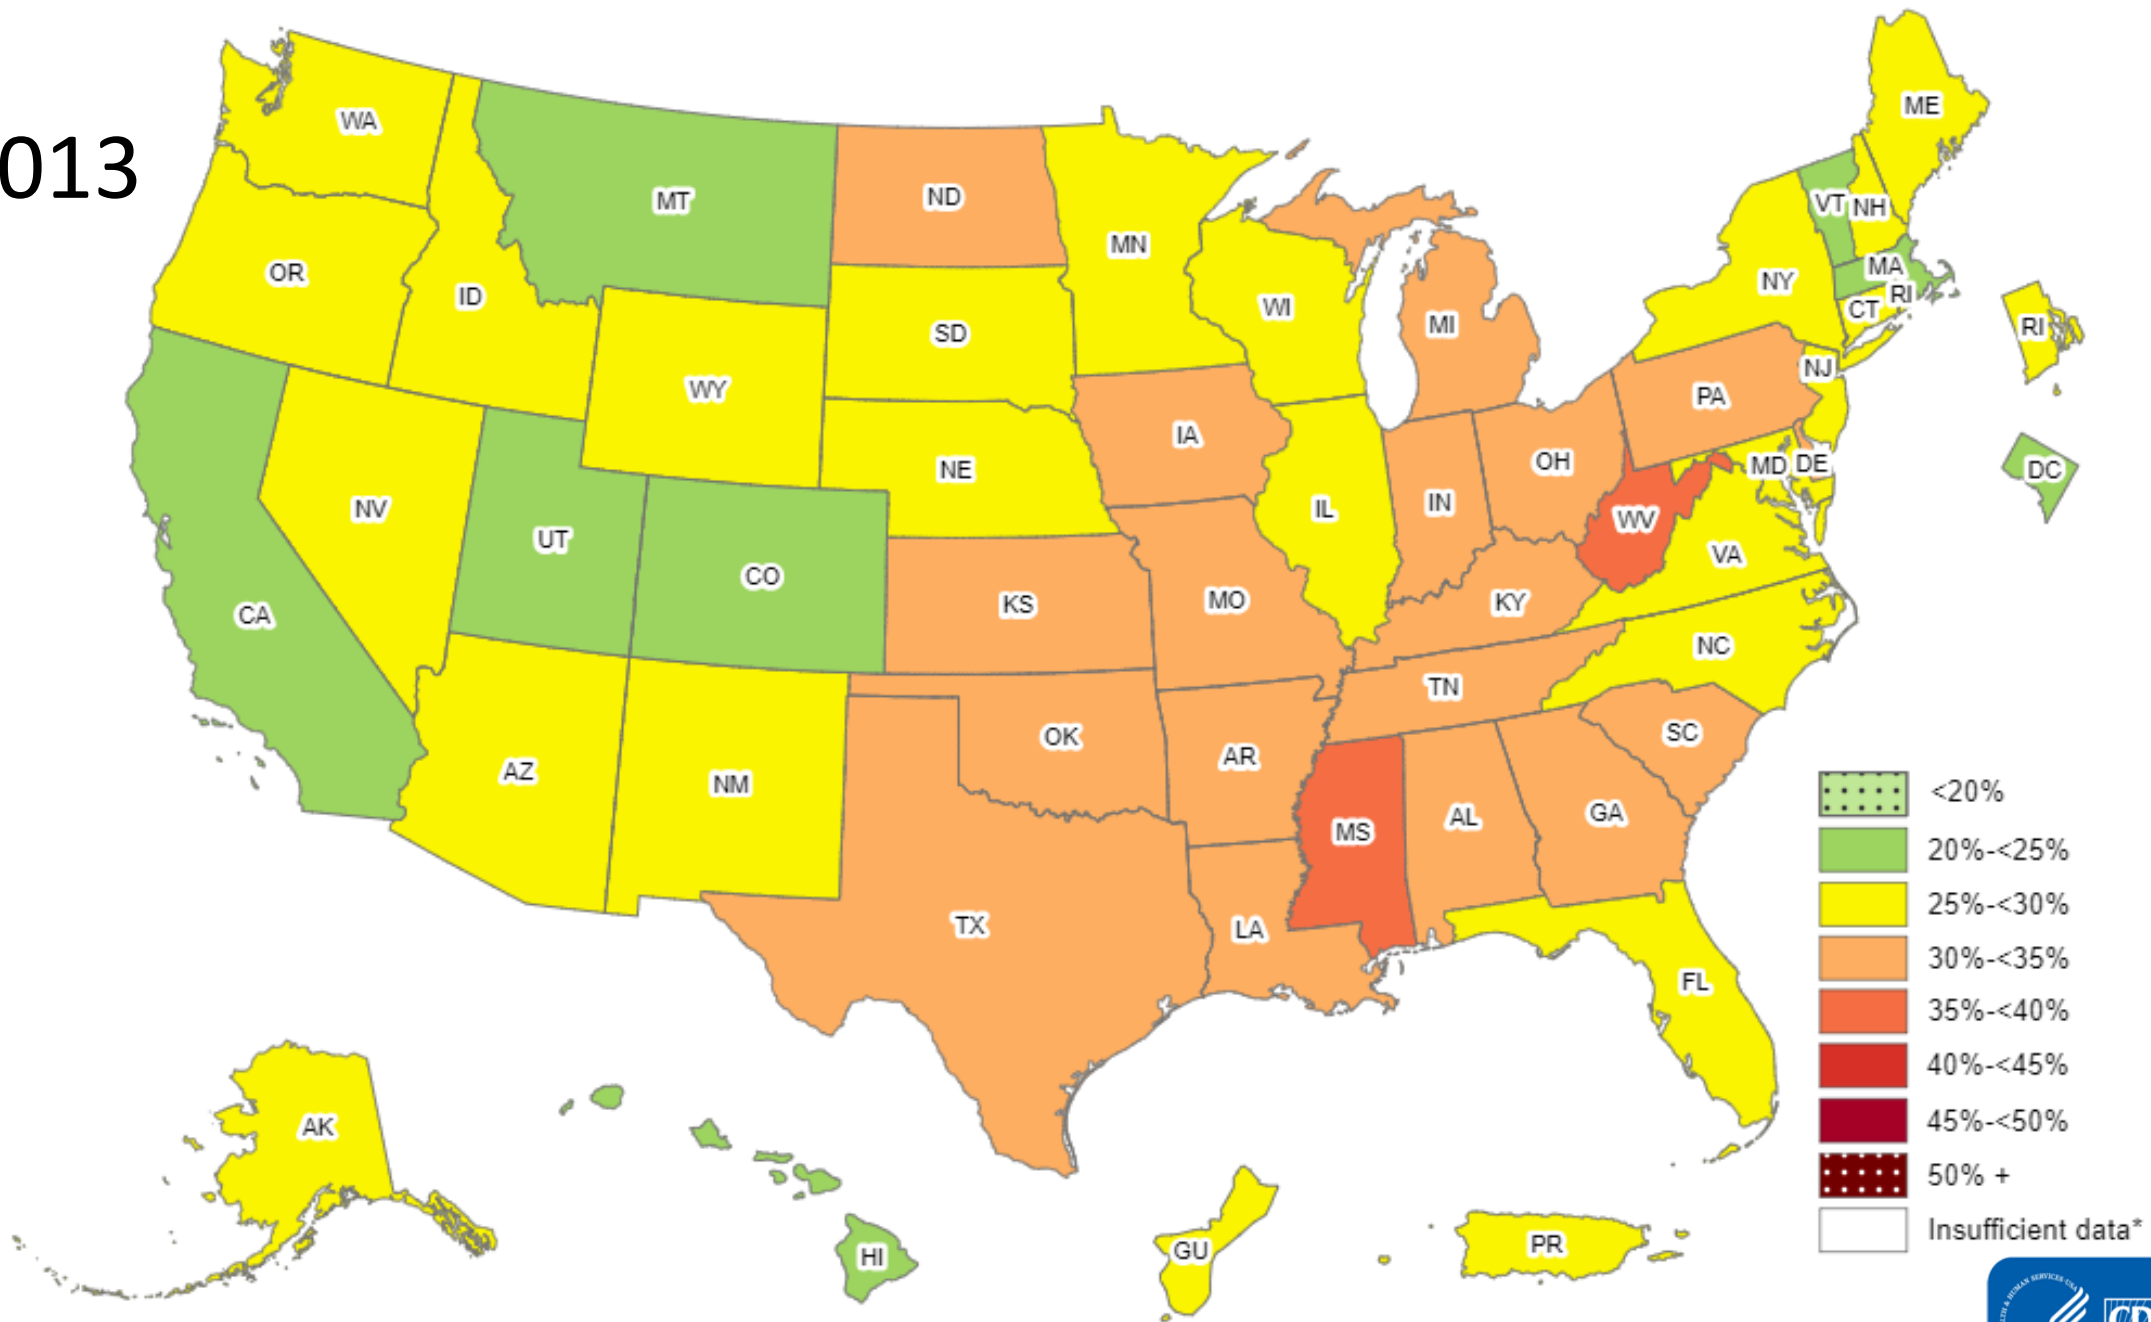 013
WA
MT
ND
MN
ME
VT
NH
MA
RI
CT
NY
OR
ID
SD
WI
MI
RI
WY
NJ
PA
IA
NE
OH
MD
DE
DC
NV
UT
CO
IL
IN
WV
VA
CA
KS
MO
KY
NC
TN
SC
OK
AR
AZ
NM
MS
AL
GA
TX
LA
FL
AK
HI
GU
PR
<20%
20%-<25%
25%-<30%
30%-<35%
35%-<40%
40%-<45%
45%-<50%
50% +
Insufficient data*